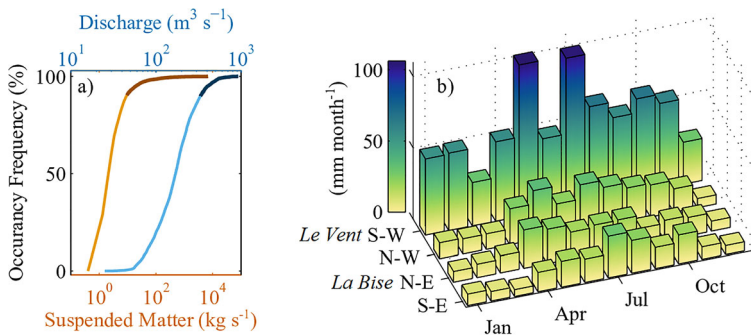 Discharge (m³ s⁻¹)
10¹ 10² 10³
a)
Occurancy Frequency (%)
100
50
0
10⁰ 10² 10⁴
Suspended Matter (kg s⁻¹)
b)
(mm month⁻¹)
100
50
0
Le Vent S-W
N-W
La Bise N-E
S-E
Jan
Apr
Jul
Oct